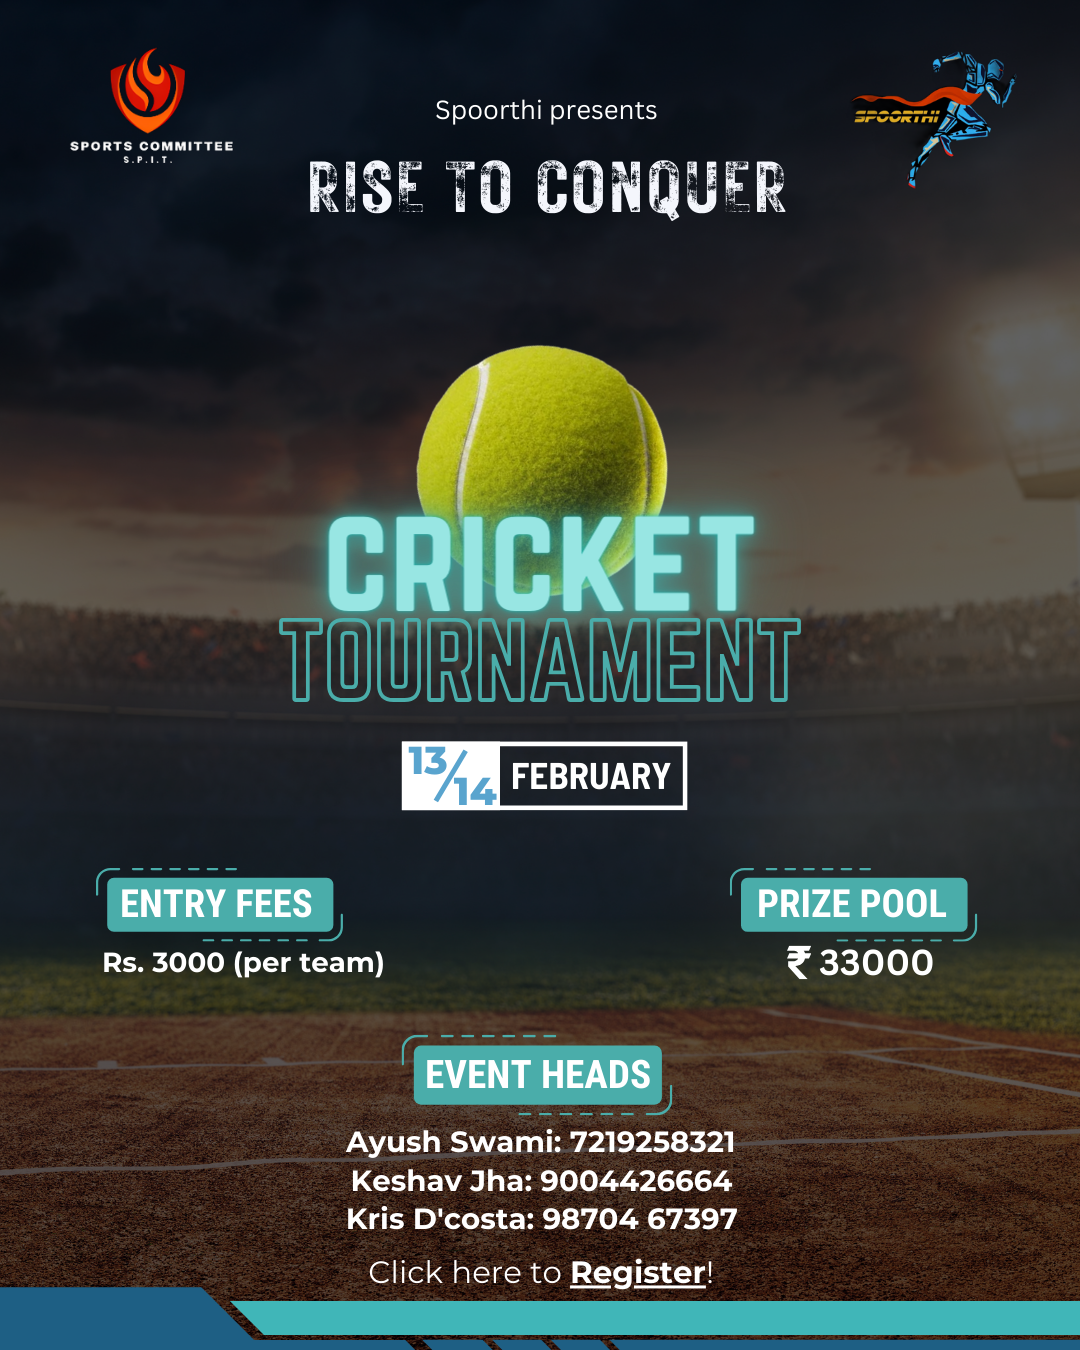 SPORTS COMMITTEE
S.P.I.T.
Spoorthi presents
SPOORTHI
RISE TO CONQUER
CRICKET
TOURNAMENT
13/14 FEBRUARY
ENTRY FEES
Rs. 3000 (per team)
PRIZE POOL
₹ 33000
EVENT HEADS
Ayush Swami: 7219258321
Keshav Jha: 9004426664
Kris D'costa: 98704 67397
Click here to Register!